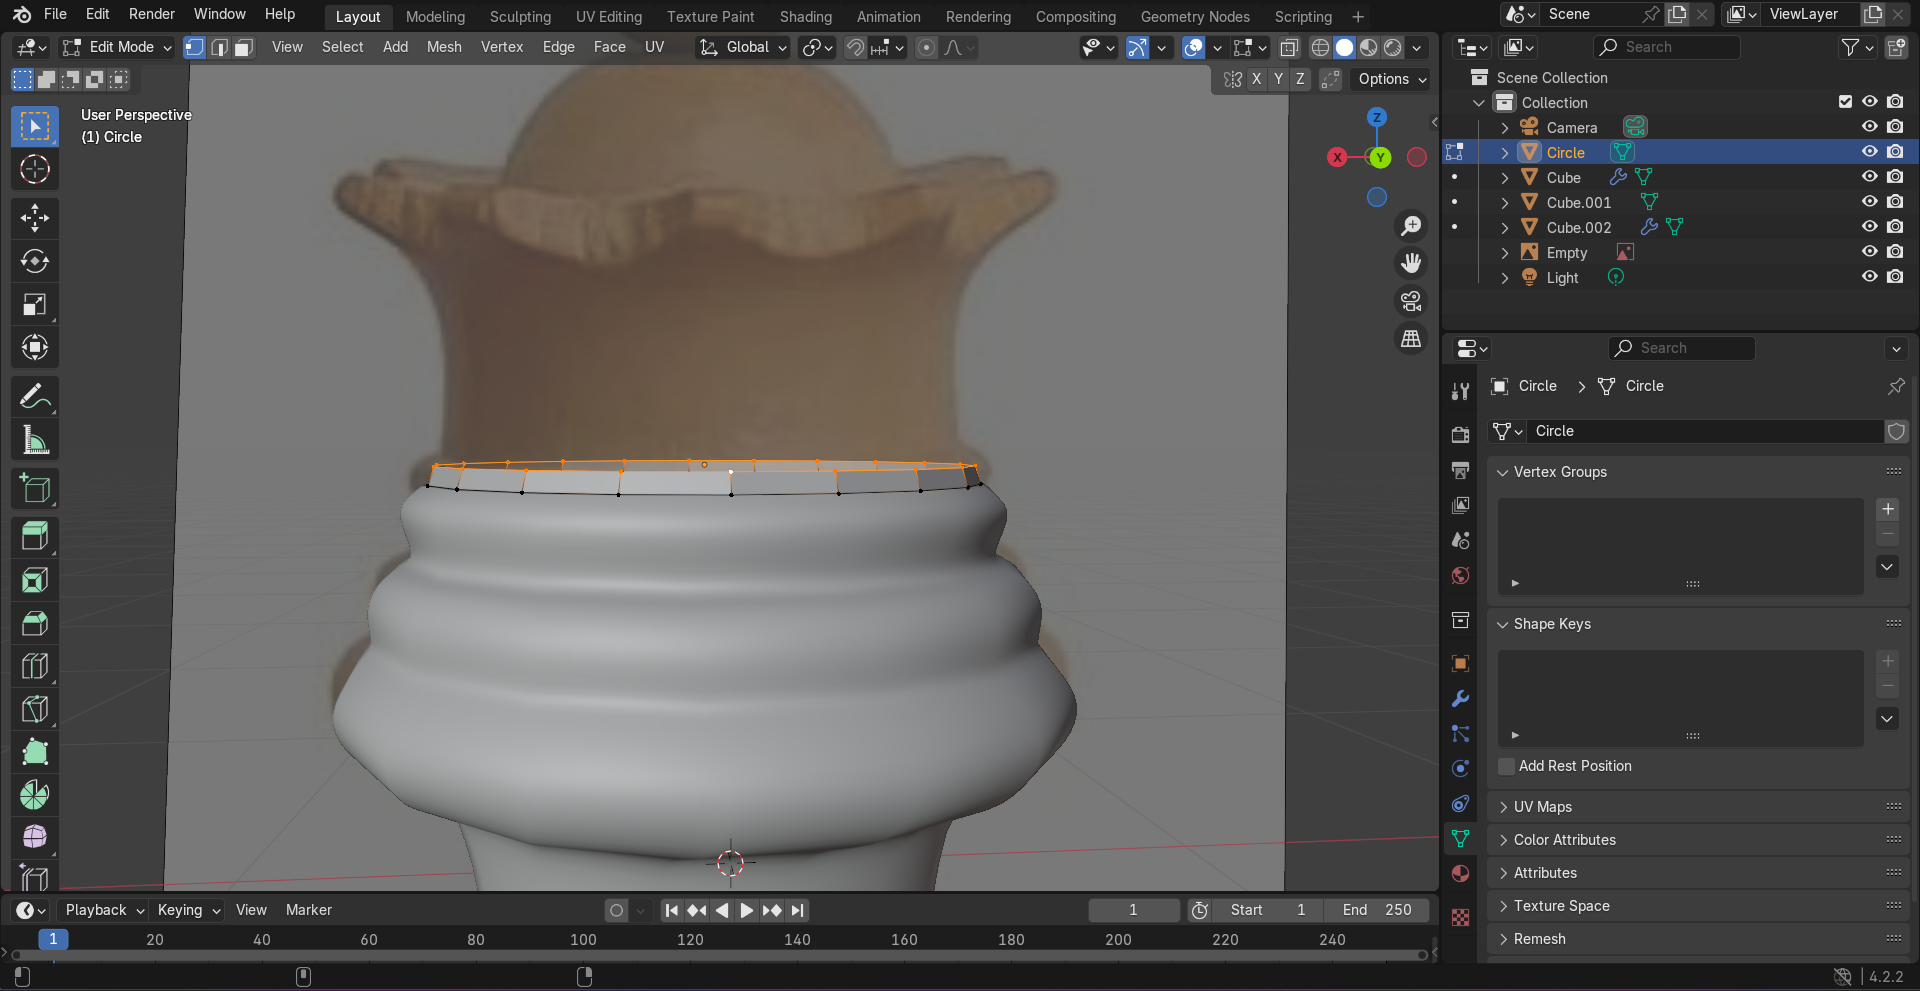 File Edit Render Window Help Layout Modeling Sculpting UV Editing Texture Paint Shading Animation Rendering Compositing Geometry Nodes Scripting + Scene ViewLayer
Edit Mode View Select Add Mesh Vertex Edge Face UV Global Search
X Y Z Options
Scene Collection
Collection
User Perspective
(1) Circle
Z
X Y
Camera
Circle
Cube
Cube.001
Cube.002
Empty
Light
Search
Circle > Circle
Circle
Vertex Groups
Shape Keys
Add Rest Position
UV Maps
Color Attributes
Attributes
Texture Space
Remesh
Playback Keying View Marker 1 Start 1 End 250
1 20 40 60 80 100 120 140 160 180 200 220 240
4.2.2